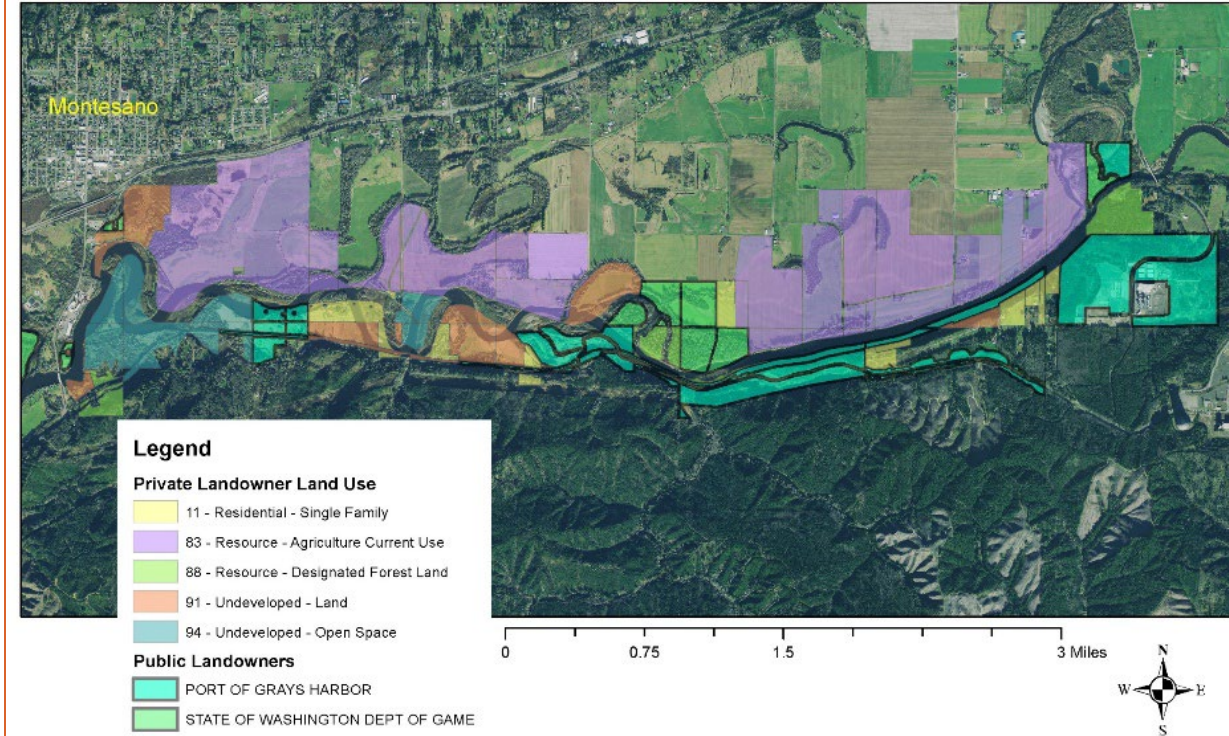 Montesano
Legend
Private Landowner Land Use
11 - Residential - Single Family
83 - Resource - Agriculture Current Use
88 - Resource - Designated Forest Land
91 - Undeveloped - Land
94 - Undeveloped - Open Space
Public Landowners
PORT OF GRAYS HARBOR
STATE OF WASHINGTON DEPT OF GAME
0 0.75 1.5 3 Miles
N
W E
S